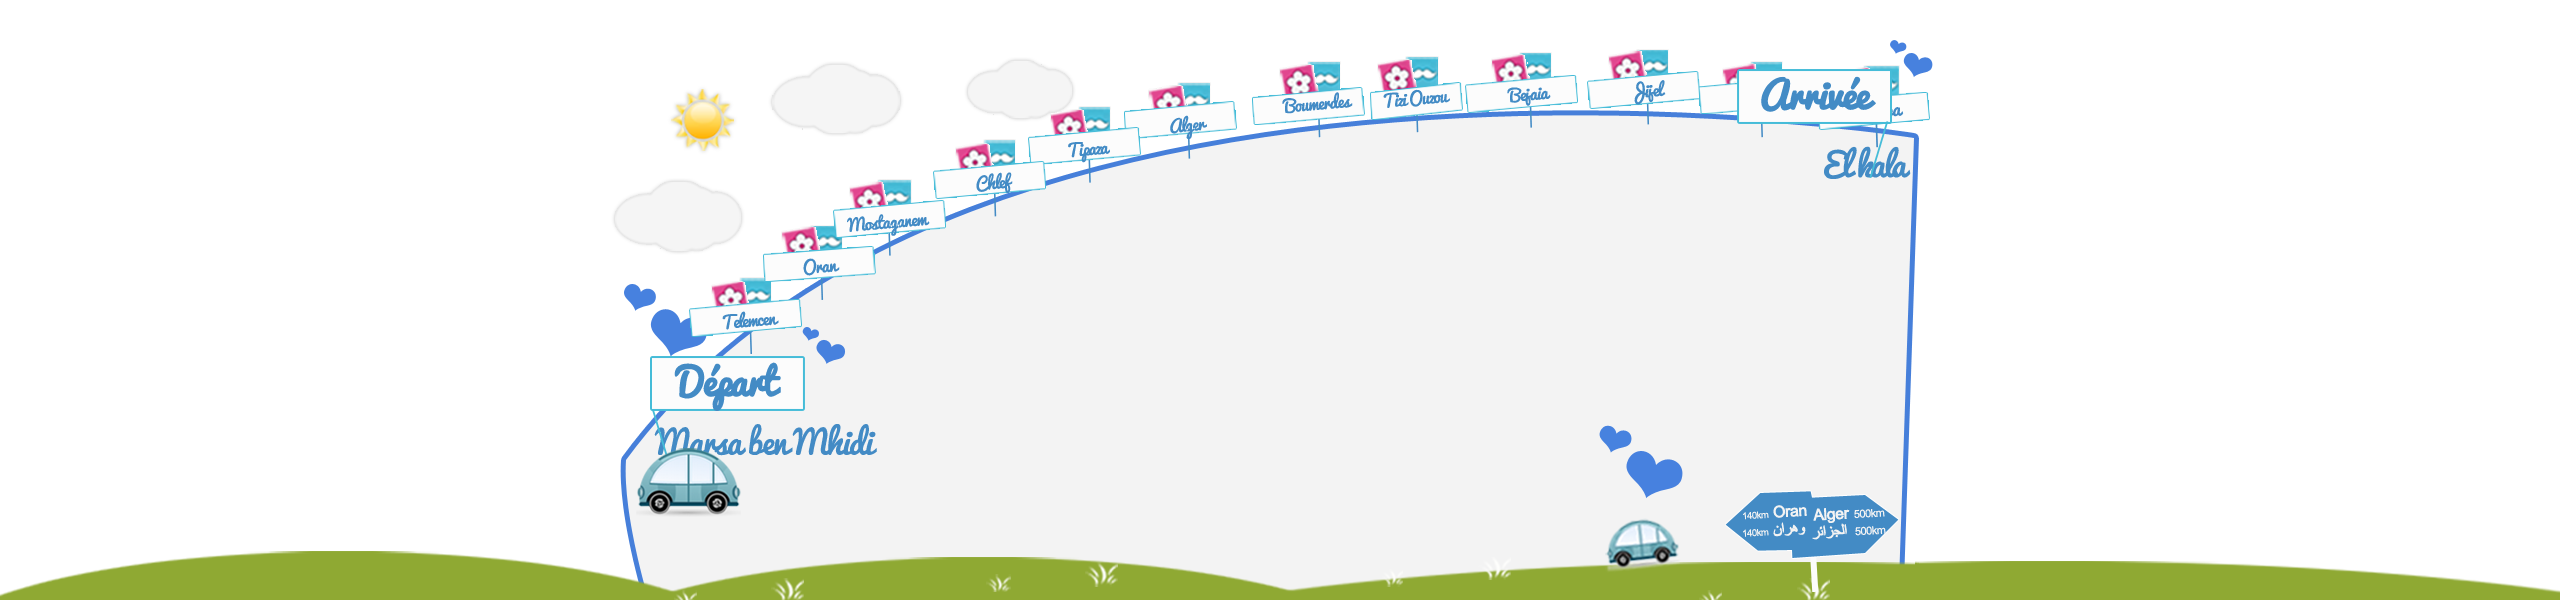 Boumerdes
Tizi Ouzou
Bejaia
Jijel
Arrivée
El kala
Alger
Tipaza
Chlef
Mostaganem
Oran
Telemcen
Départ
Marsa ben Mhidi
140km Oran Alger 500km
140km وهران الجزائر 500km